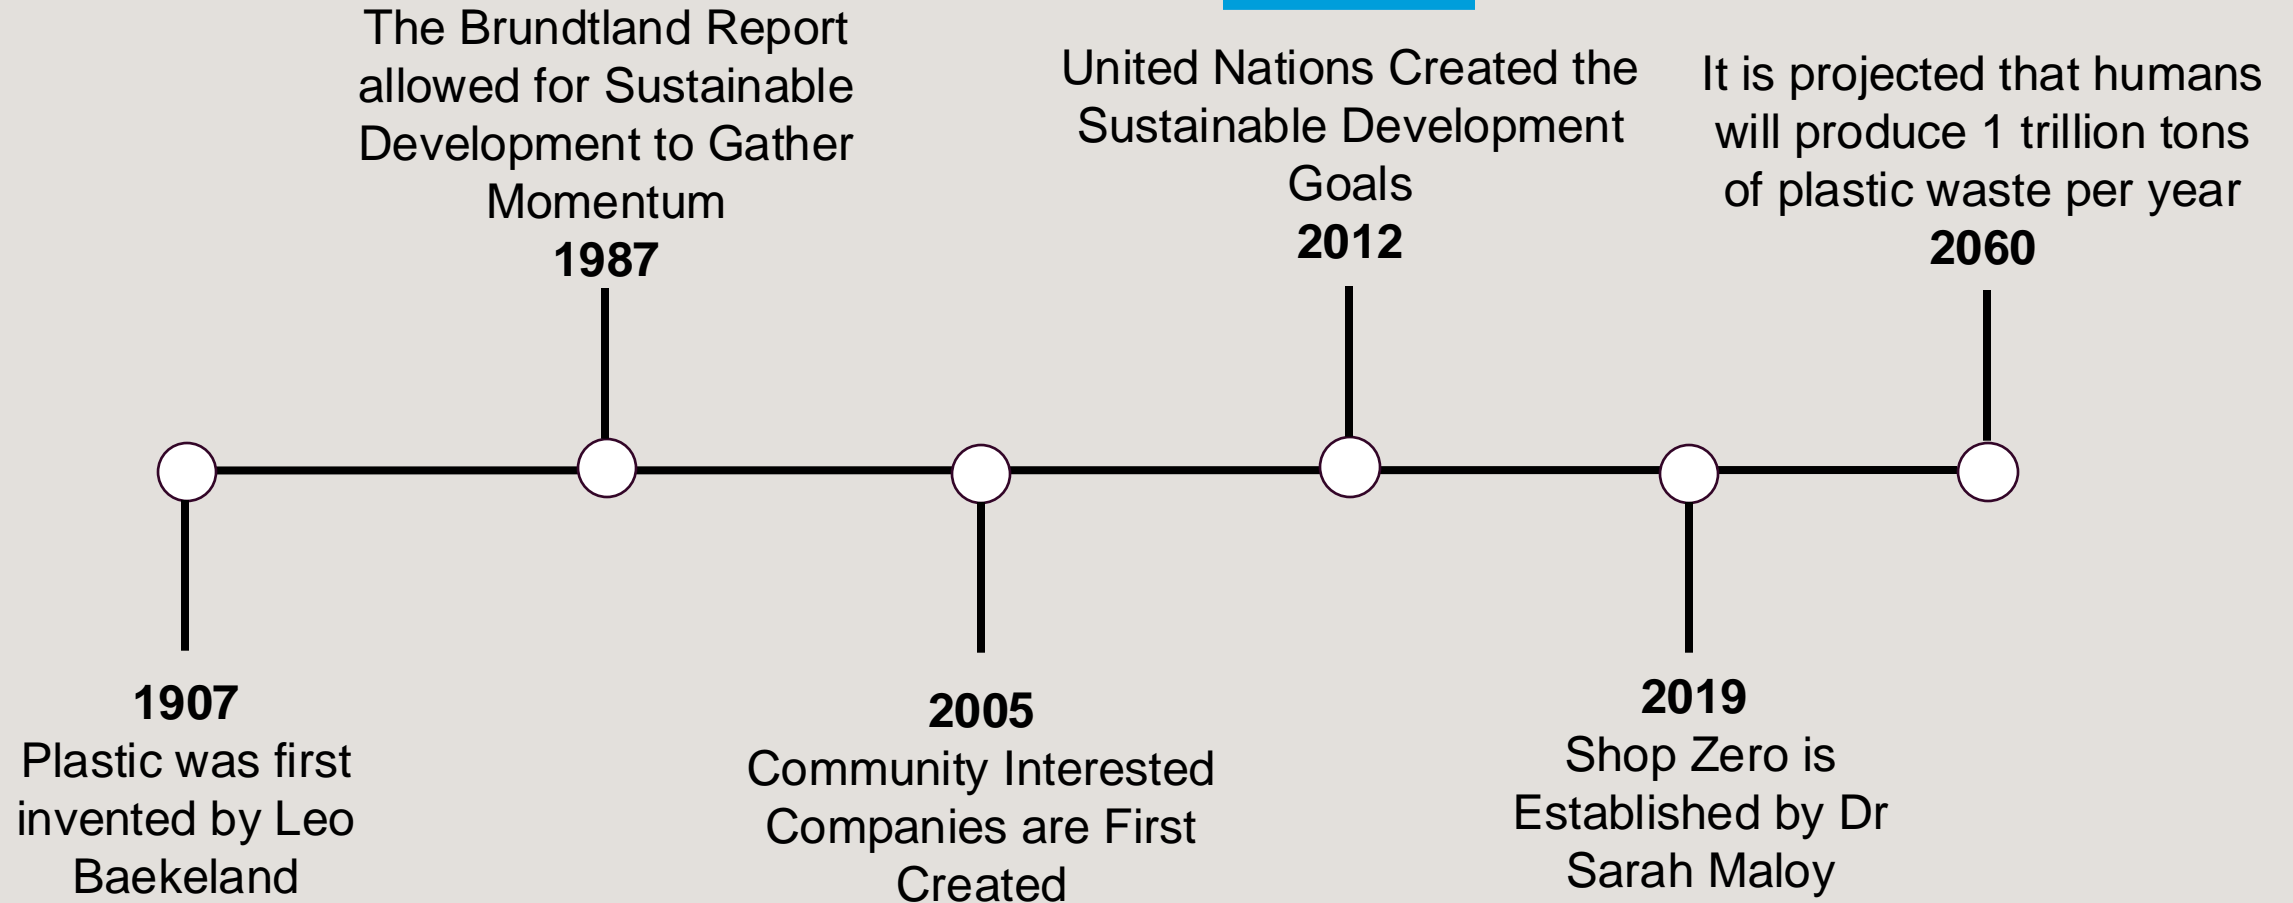 The Brundtland Report
allowed for Sustainable
Development to Gather
Momentum
1987
United Nations Created the
Sustainable Development
Goals
2012
It is projected that humans
will produce 1 trillion tons
of plastic waste per year
2060
1907
Plastic was first
invented by Leo
Baekeland
2005
Community Interested
Companies are First
Created
2019
Shop Zero is
Established by Dr
Sarah Maloy